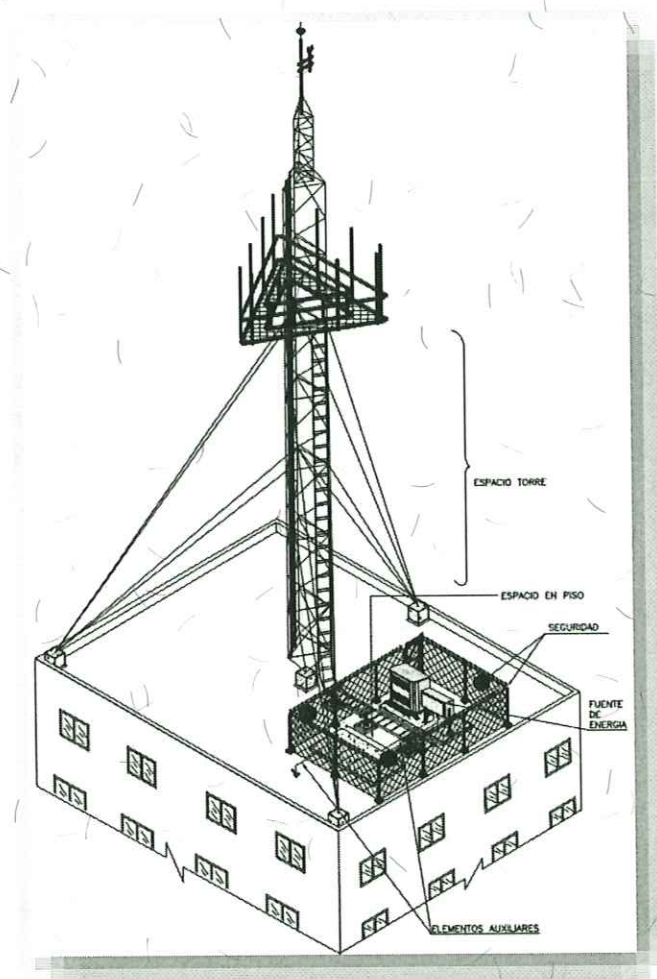 ESPACIO TORRE
ESPACIO EN PISO
SEGURIDAD
FUENTE
DE
ENERGIA
ELEMENTOS AUXILIARES